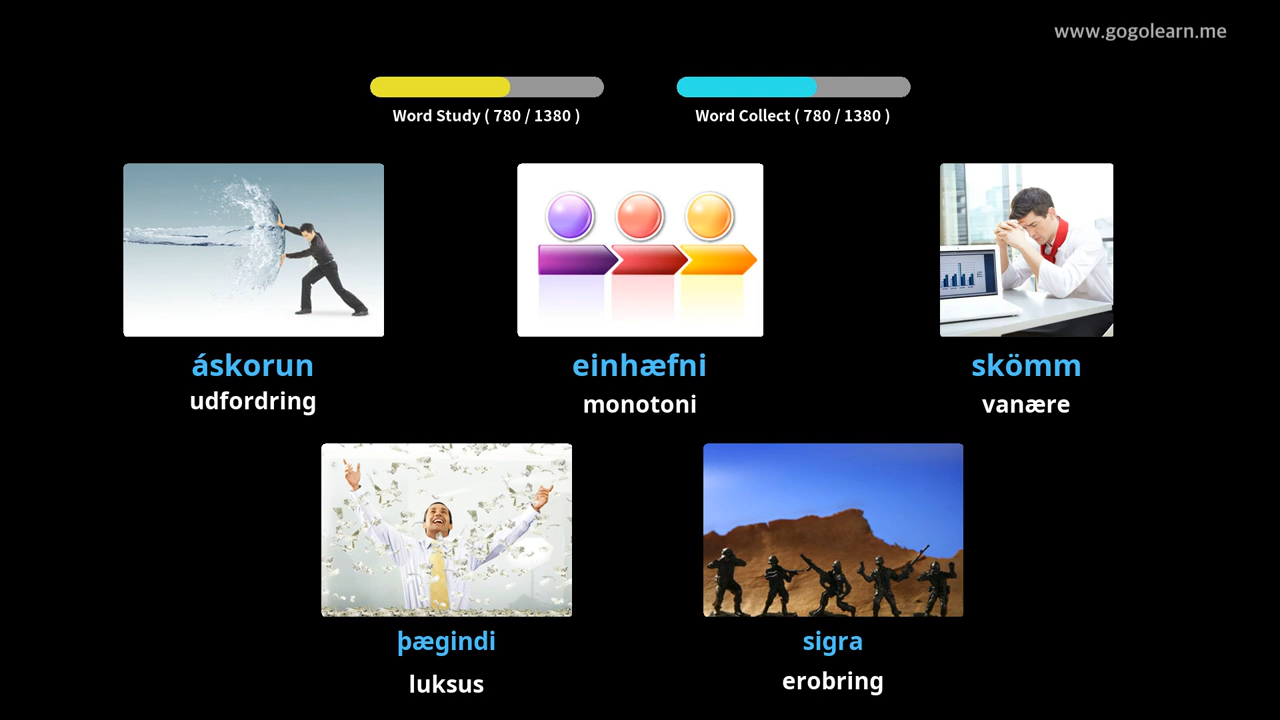 www.gogolearn.me
Word Study ( 780 / 1380 )
Word Collect ( 780 / 1380 )
áskorun
udfordring
einhæfni
monotoni
skömm
vanære
þægindi
luksus
sigra
erobring